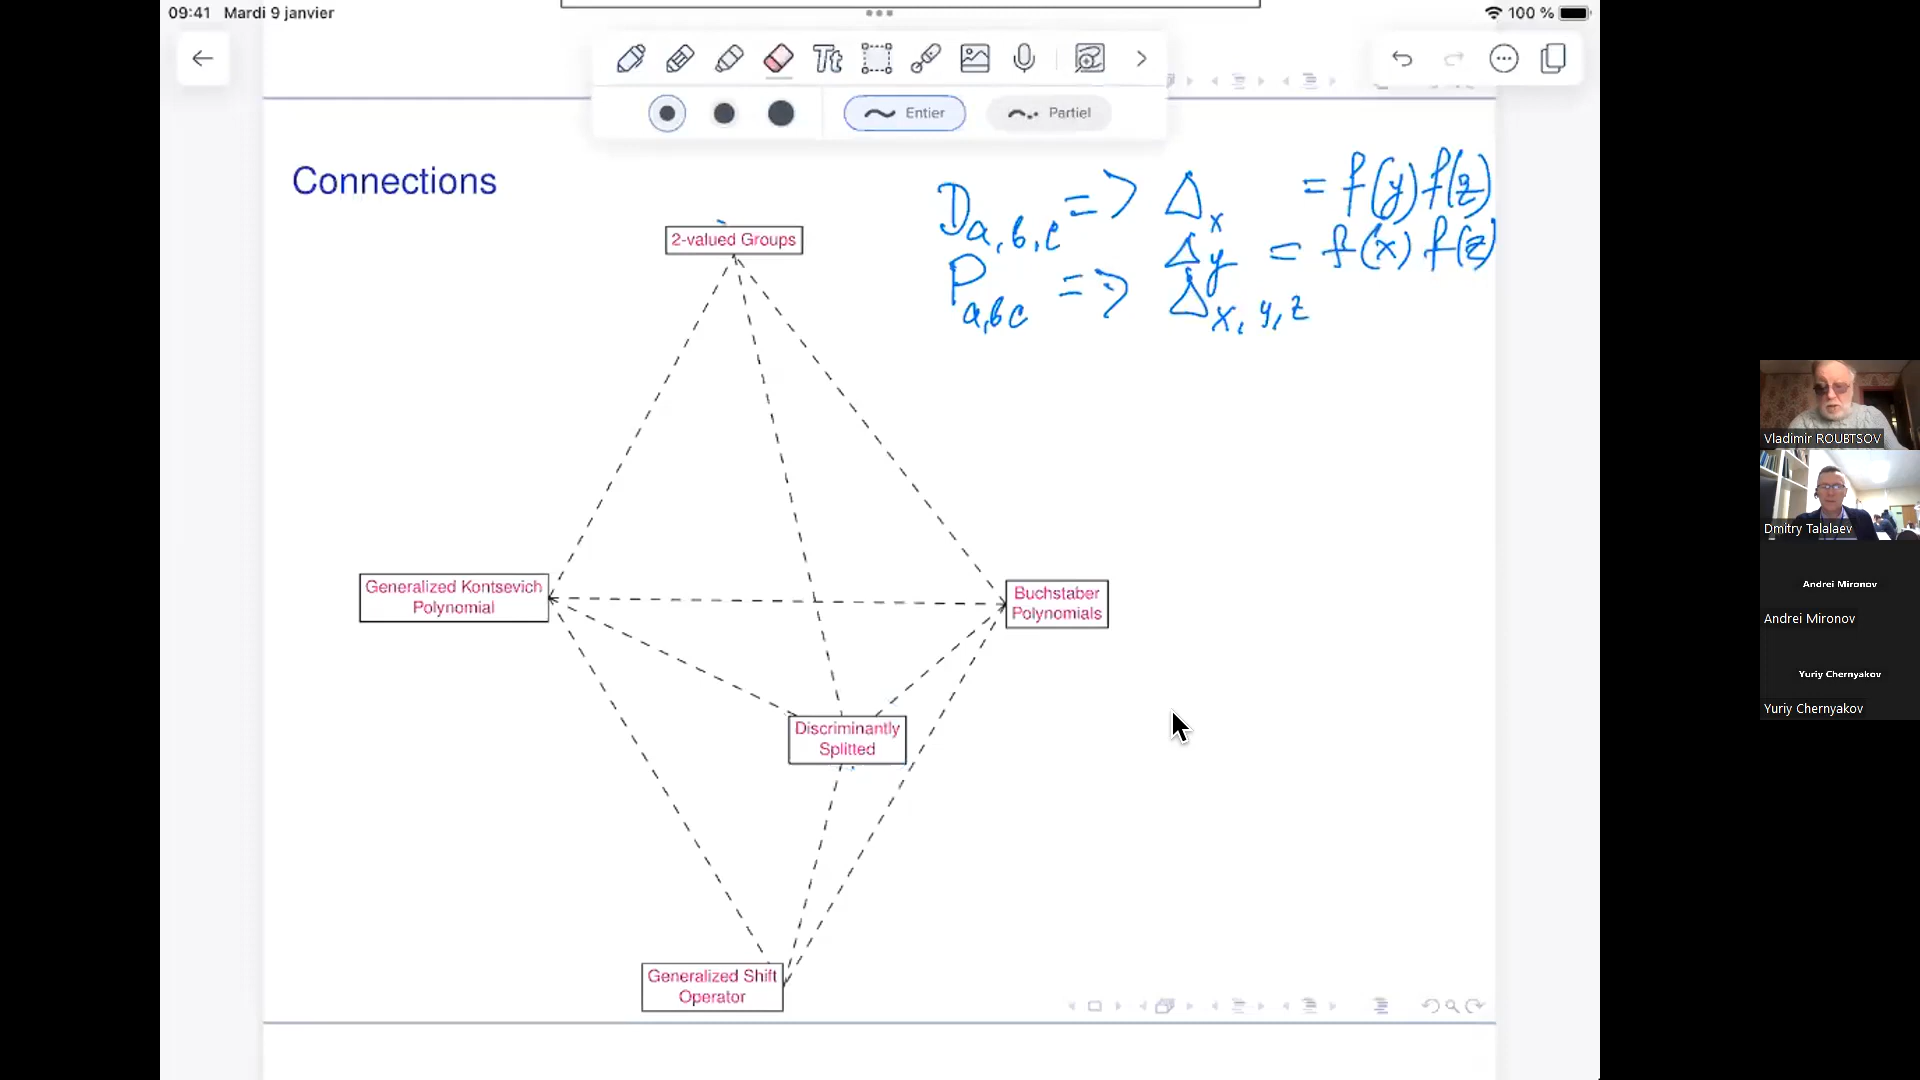 09:41 Mardi 9 janvier
100 %
Tt
Entier
Partiel
Connections
D_{a,b,c} => Δ_x = f(y) f(z)
Δ_y = f(x) f(z)
P_{a,b,c} => Δ_{x,y,z}
2-valued Groups
Generalized Kontsevich
Polynomial
Buchstaber
Polynomials
Discriminantly
Splitted
Generalized Shift
Operator
Vladimir ROUBTSOV
Dmitry Talalaev
Andrei Mironov
Andrei Mironov
Yuriy Chernyakov
Yuriy Chernyakov